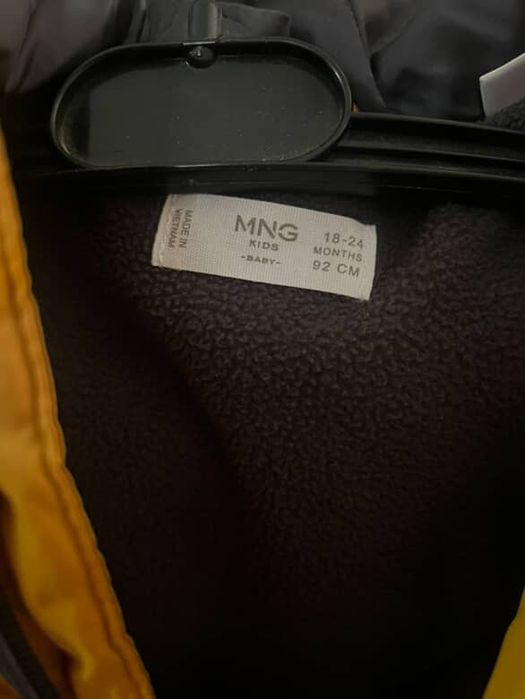 MADE IN
VIETNAM
MNG
KIDS
-BABY-
18-24
MONTHS
92 CM